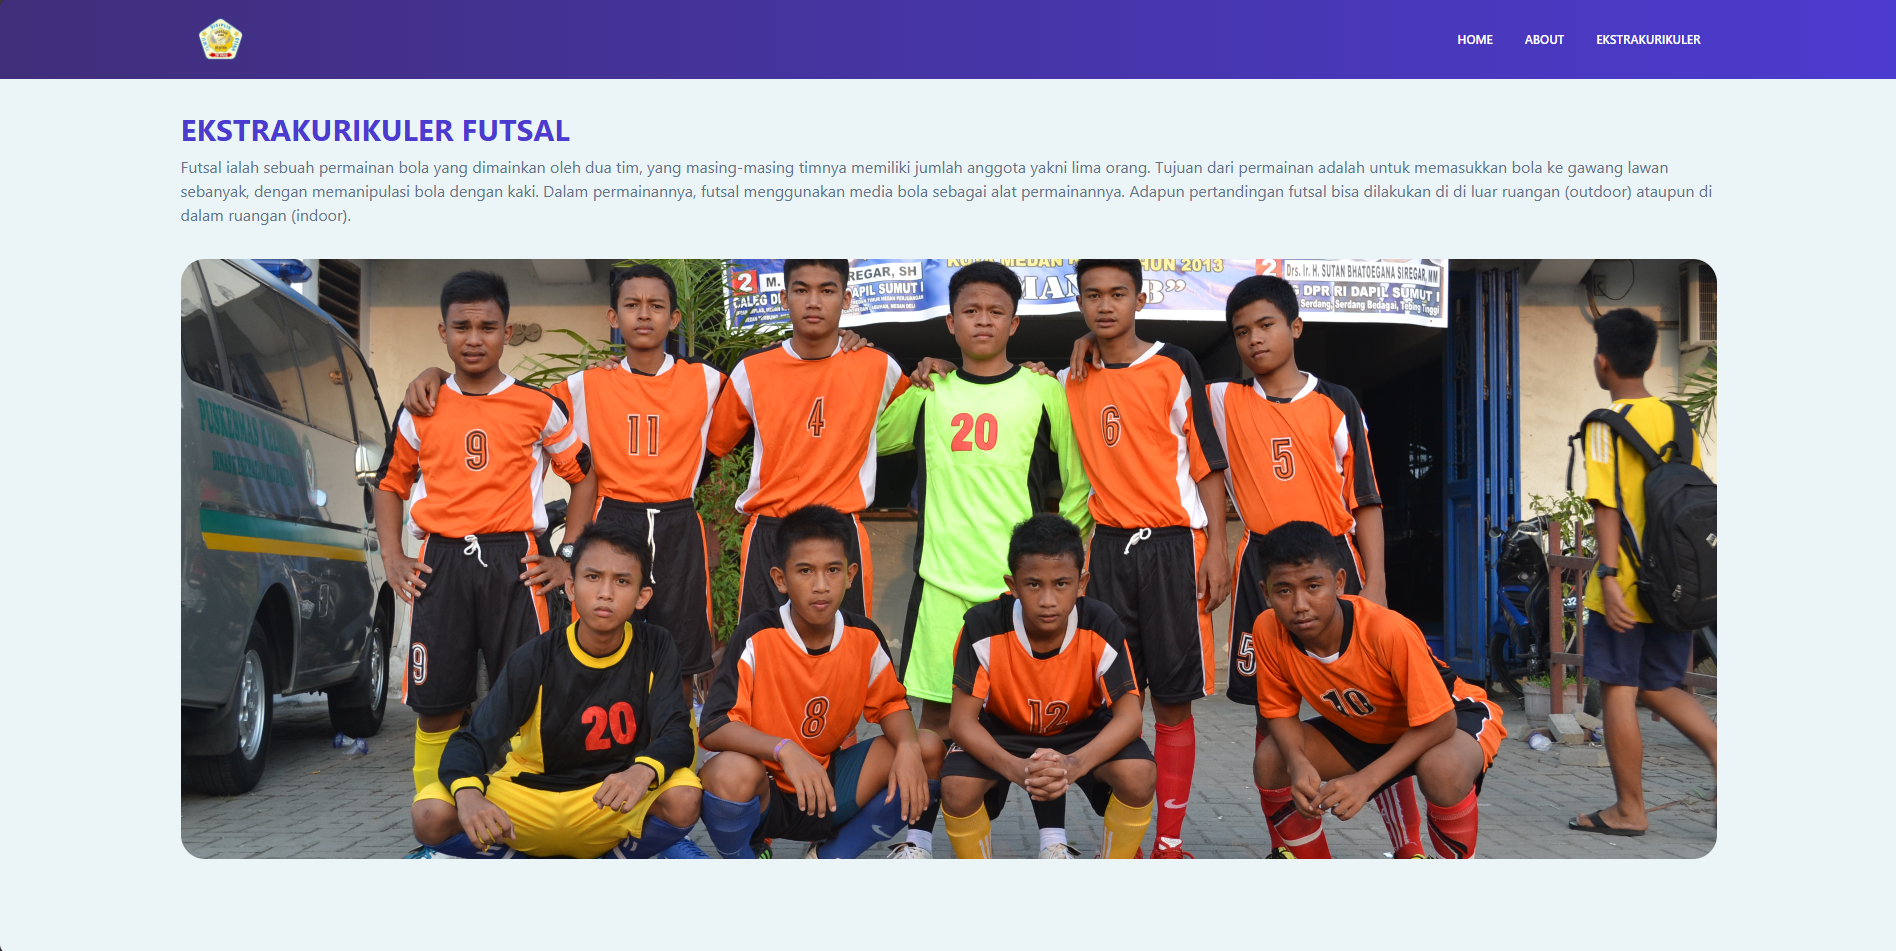 HOME ABOUT EKSTRAKURIKULER
EKSTRAKURIKULER FUTSAL
Futsal ialah sebuah permainan bola yang dimainkan oleh dua tim, yang masing-masing timnya memiliki jumlah anggota yakni lima orang. Tujuan dari permainan adalah untuk memasukkan bola ke gawang lawan
sebanyak, dengan memanipulasi bola dengan kaki. Dalam permainannya, futsal menggunakan media bola sebagai alat permainannya. Adapun pertandingan futsal bisa dilakukan di di luar ruangan (outdoor) ataupun di
dalam ruangan (indoor).
MEDAN
HUN 2013
2 M.
REGAR, SH
CALEG
DAPIL SUMUT I
2 Drs. Ir. H. SUTAN BHATOEGANA SIREGAR, MM
DPR RI DAPIL SUMUT I
Serdang, Serdang Bedagai, Tebing Tinggi
PUSKESMAS
9
11
4
20
6
5
9
5
20
8
12
10